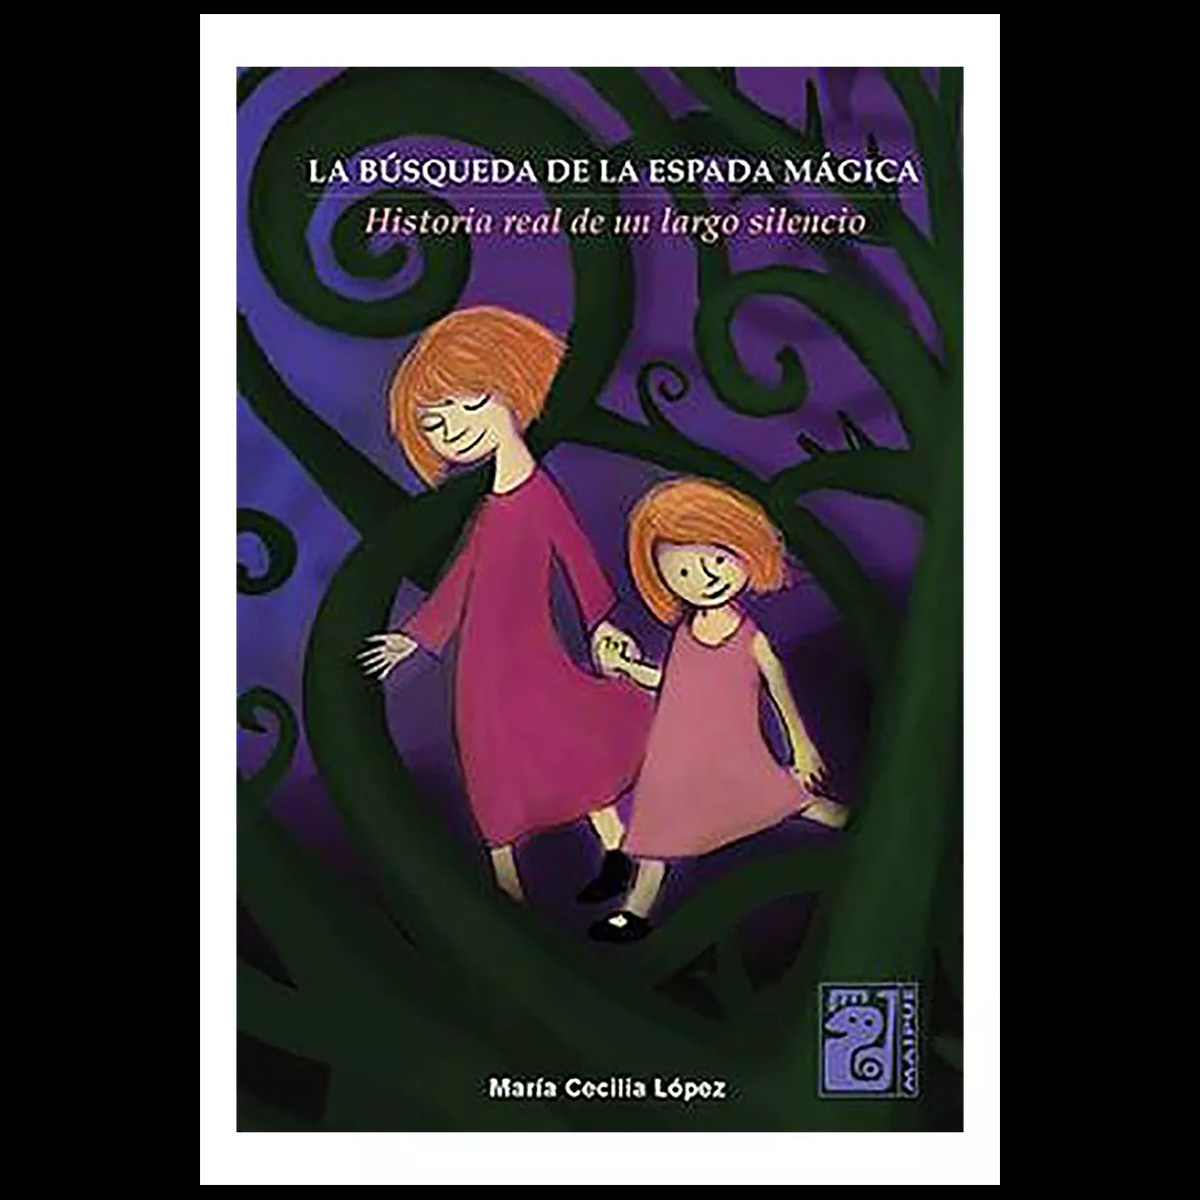 LA BÚSQUEDA DE LA ESPADA MÁGICA
Historia real de un largo silencio
María Cecilia López
MAIPUE